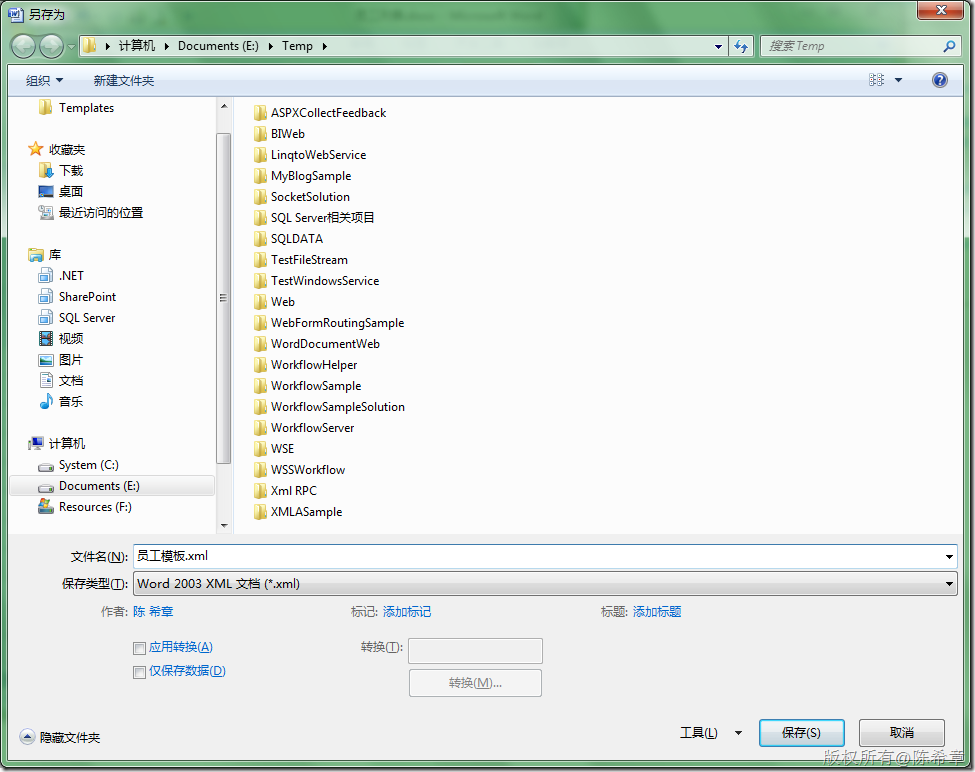 另存为
计算机 Documents (E:) Temp
搜索Temp
组织 新建文件夹
Templates
收藏夹
下载
桌面
最近访问的位置
库
.NET
SharePoint
SQL Server
视频
图片
文档
音乐
计算机
System (C:)
Documents (E:)
Resources (F:)
ASPXCollectFeedback
BIWeb
LinqtoWebService
MyBlogSample
SocketSolution
SQL Server相关项目
SQLDATA
TestFileStream
TestWindowsService
Web
WebFormRoutingSample
WordDocumentWeb
WorkflowHelper
WorkflowSample
WorkflowSampleSolution
WorkflowServer
WSE
WSSWorkflow
Xml RPC
XMLASample
文件名(N): 员工模板.xml
保存类型(T): Word 2003 XML 文档 (*.xml)
作者: 陈 希章 标记: 添加标记 标题: 添加标题
应用转换(A) 转换(T):
仅保存数据(D) 转换(M)...
隐藏文件夹 工具(L) 保存(S) 取消
版权所有@陈希章